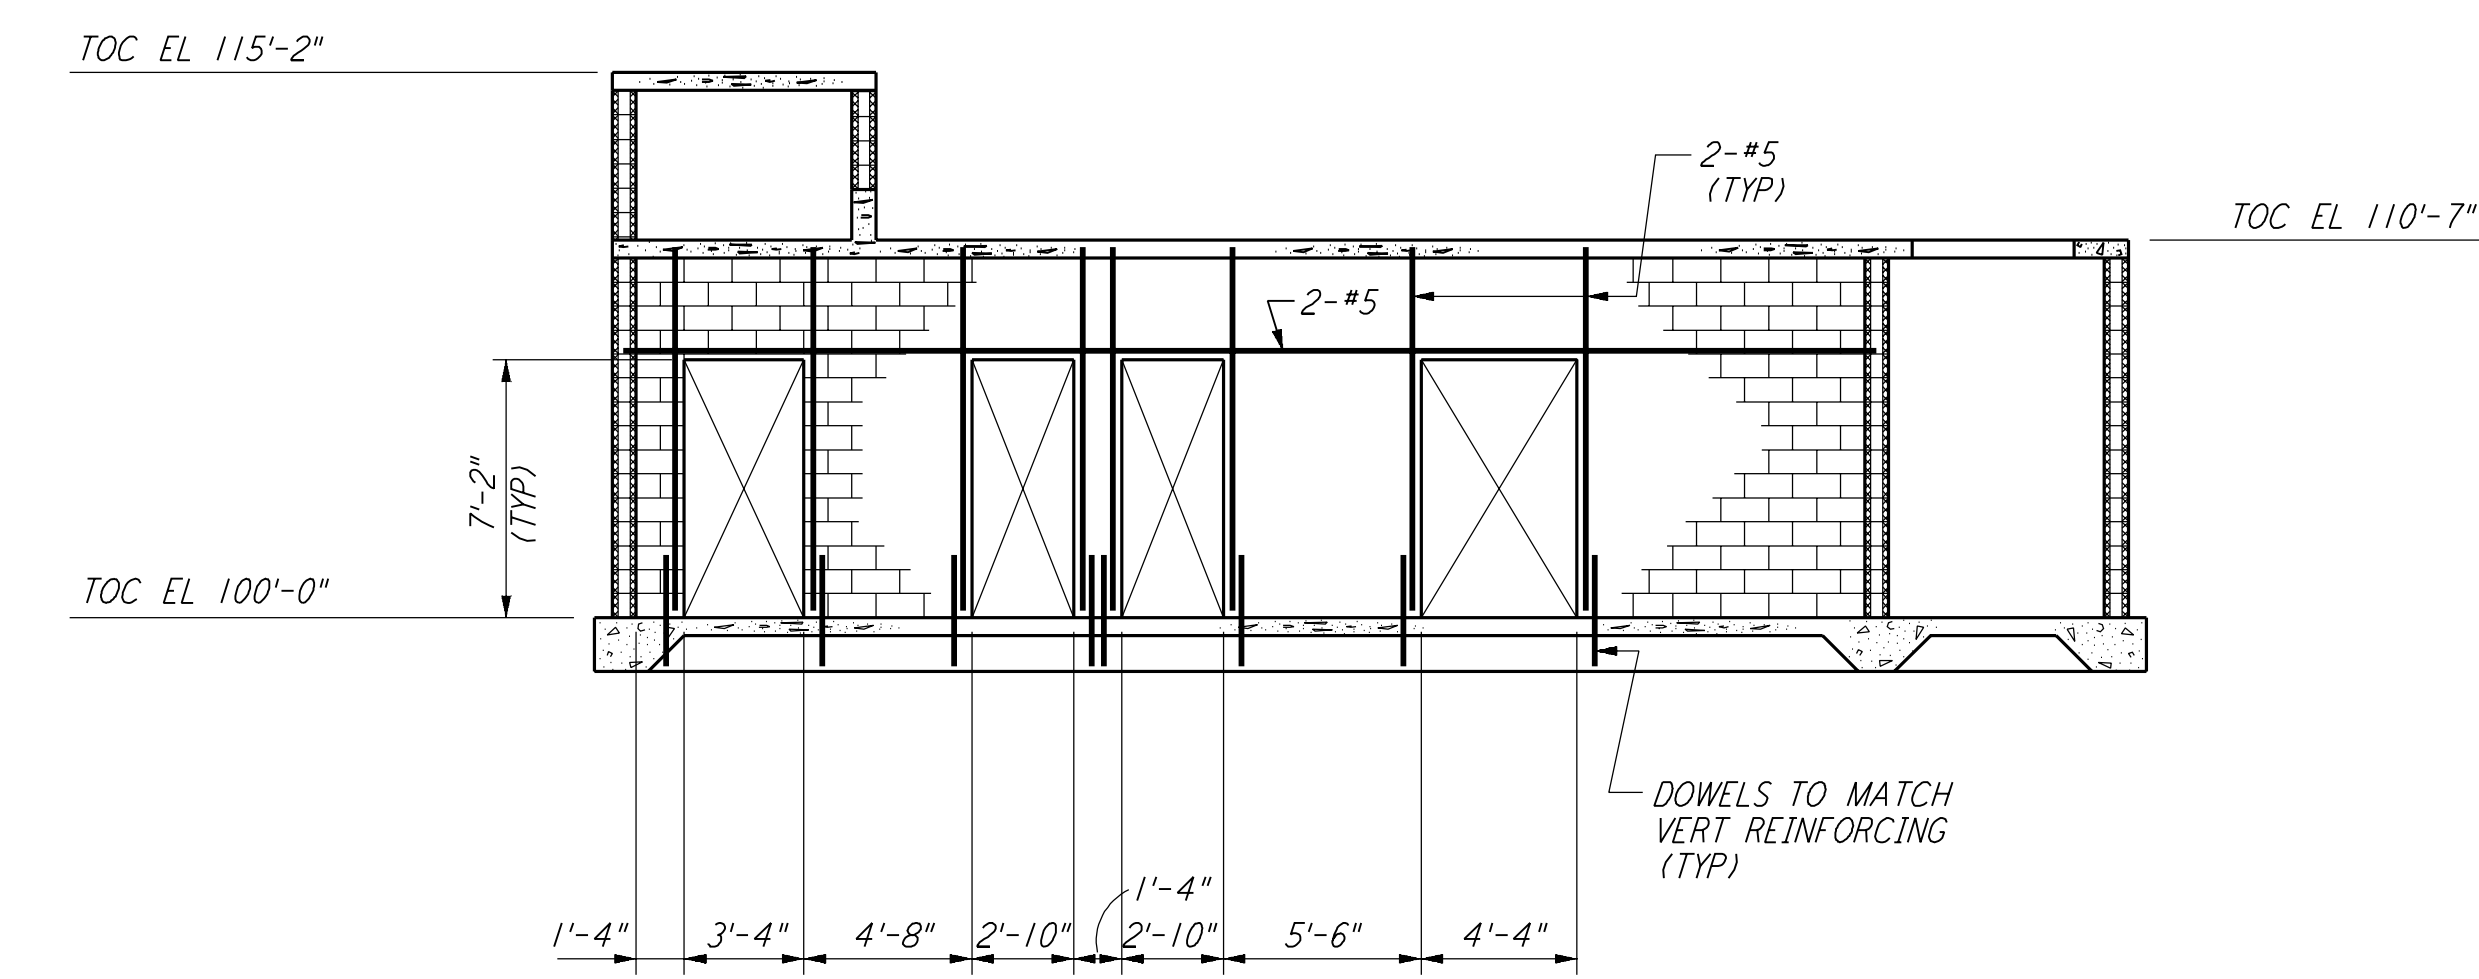 TOC EL 115'-2"
2-#5
(TYP)
TOC EL 110'-7"
2-#5
7'-2"
(TYP)
TOC EL 100'-0"
DOWELS TO MATCH
VERT REINFORCING
(TYP)
1'-4"
1'-4"
3'-4"
4'-8"
2'-10"
2'-10"
5'-6"
4'-4"